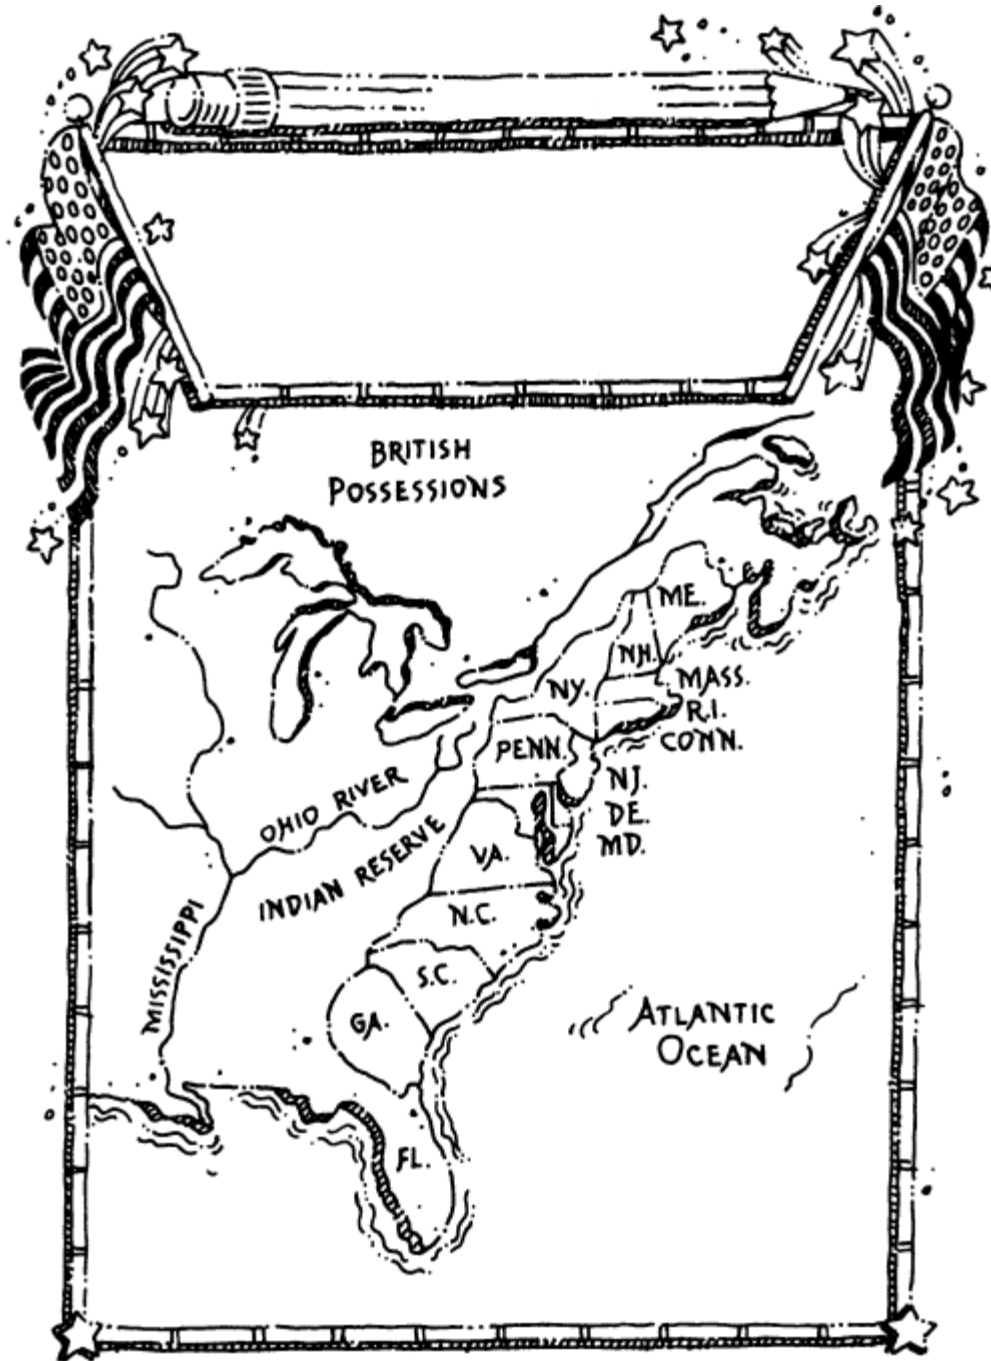 BRITISH
POSSESSIONS
ME.
NH.
NY.
MASS.
R.I.
CONN.
PENN.
NJ.
DE.
MD.
OHIO RIVER
INDIAN RESERVE
VA.
N.C.
MISSISSIPPI
S.C.
GA.
ATLANTIC
OCEAN
FL.